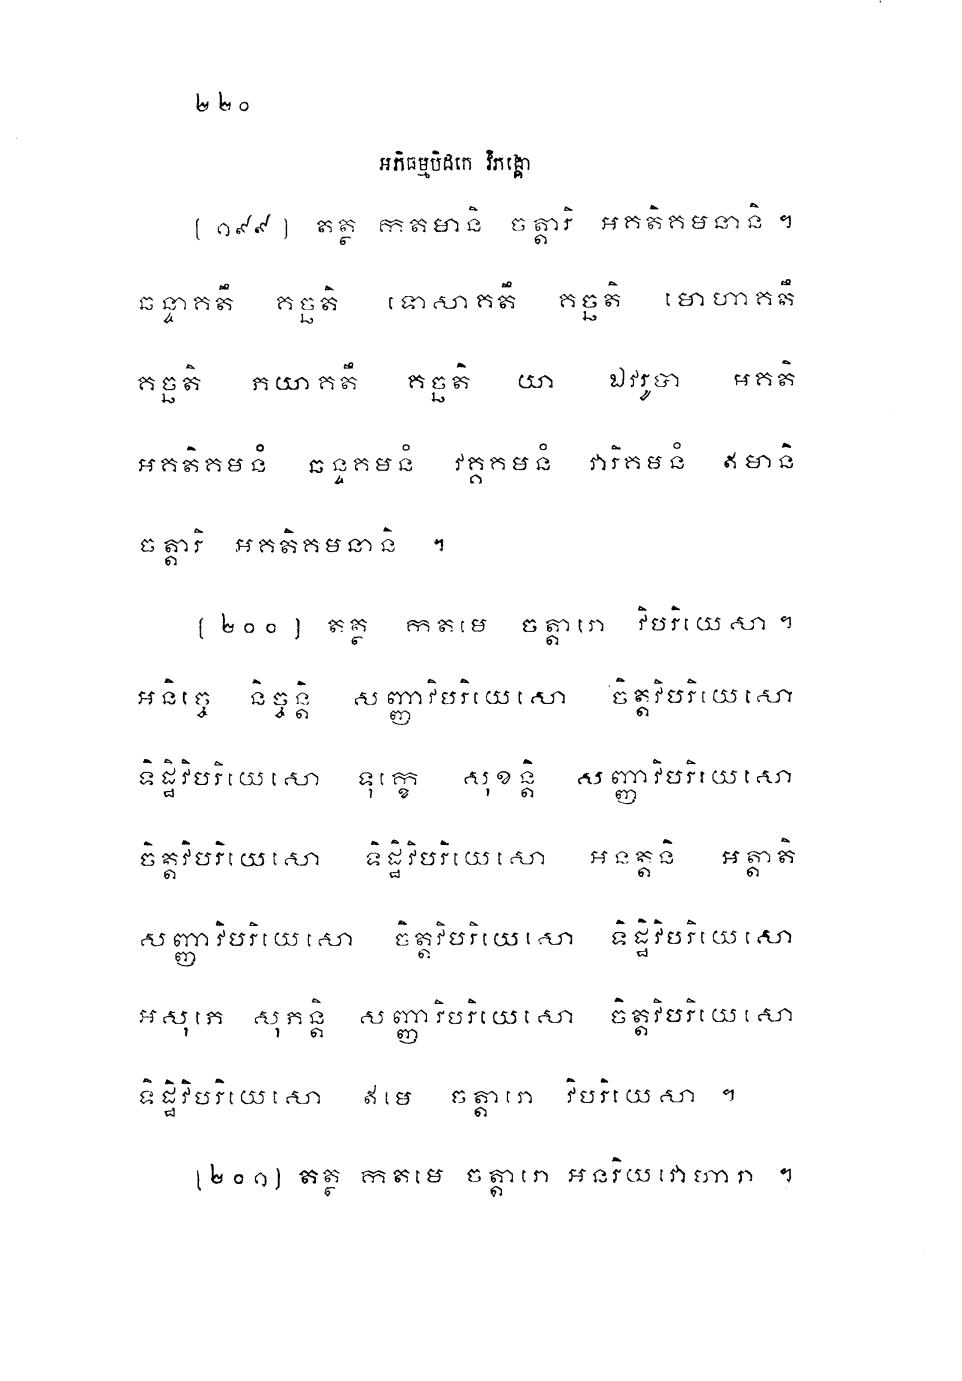 ២២០
អភិធម្មបិដកេ វិភង្គោ
(១៩៩) តត្ថ កតមានិ ចត្តារិ អគតិគមនានិ ។
ឆន្ទាគតឹ គច្ឆតិ ទោសាគតឹ គច្ឆតិ មោហាគតឹ
គច្ឆតិ ភយាគតឹ គច្ឆតិ យា ឯវរូបា អគតិ
អគតិគមនំ ឆន្ទគមនំ វគ្គគមនំ វារិគមនំ ឥមានិ
ចត្តារិ អគតិគមនានិ ។
(២០០) តត្ថ កតមេ ចត្តារោ វិបរិយេសា ។
អនិច្ចេ និច្ចន្តិ សញ្ញាវិបរិយេសោ ចិត្តវិបរិយេសោ
ទិដ្ឋិវិបរិយេសោ ទុក្ខេ សុខន្តិ សញ្ញាវិបរិយេសោ
ចិត្តវិបរិយេសោ ទិដ្ឋិវិបរិយេសោ អនត្តនិ អត្តាតិ
សញ្ញាវិបរិយេសោ ចិត្តវិបរិយេសោ ទិដ្ឋិវិបរិយេសោ
អសុភេ សុភន្តិ សញ្ញាវិបរិយេសោ ចិត្តវិបរិយេសោ
ទិដ្ឋិវិបរិយេសោ ឥមេ ចត្តារោ វិបរិយេសា ។
(២០១) តត្ថ កតមេ ចត្តារោ អនរិយវោហារា ។